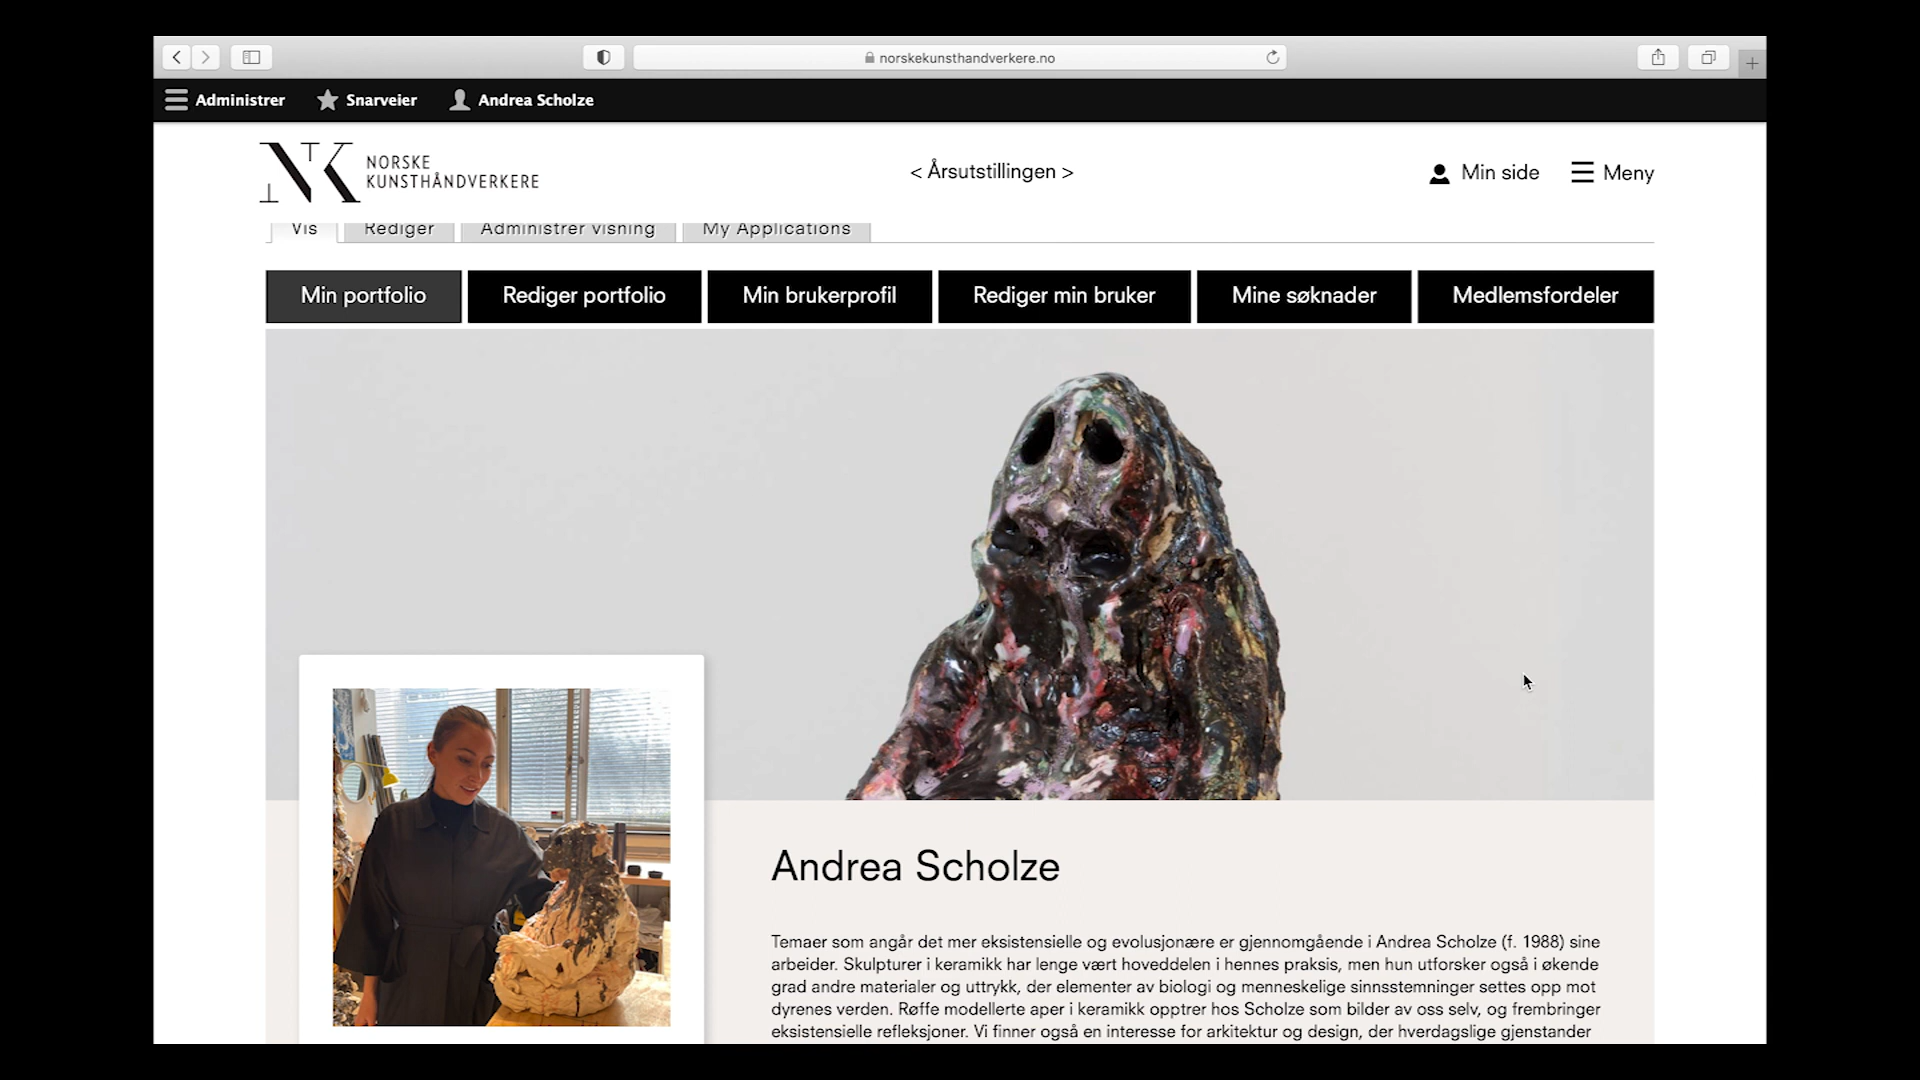 norskekunsthandverkere.no
Administrer Snarveier Andrea Scholze
NK NORSKE
KUNSTHÅNDVERKERE
< Årsutstillingen >
Min side Meny
Vis Rediger Administrer visning My Applications
Min portfolio Rediger portfolio Min brukerprofil Rediger min bruker Mine søknader Medlemsfordeler
Andrea Scholze
Temaer som angår det mer eksistensielle og evolusjonære er gjennomgående i Andrea Scholze (f. 1988) sine
arbeider. Skulpturer i keramikk har lenge vært hoveddelen i hennes praksis, men hun utforsker også i økende
grad andre materialer og uttrykk, der elementer av biologi og menneskelige sinnsstemninger settes opp mot
dyrenes verden. Røffe modellerte aper i keramikk opptrer hos Scholze som bilder av oss selv, og frembringer
eksistensielle refleksjoner. Vi finner også en interesse for arkitektur og design, der hverdagslige gjenstander